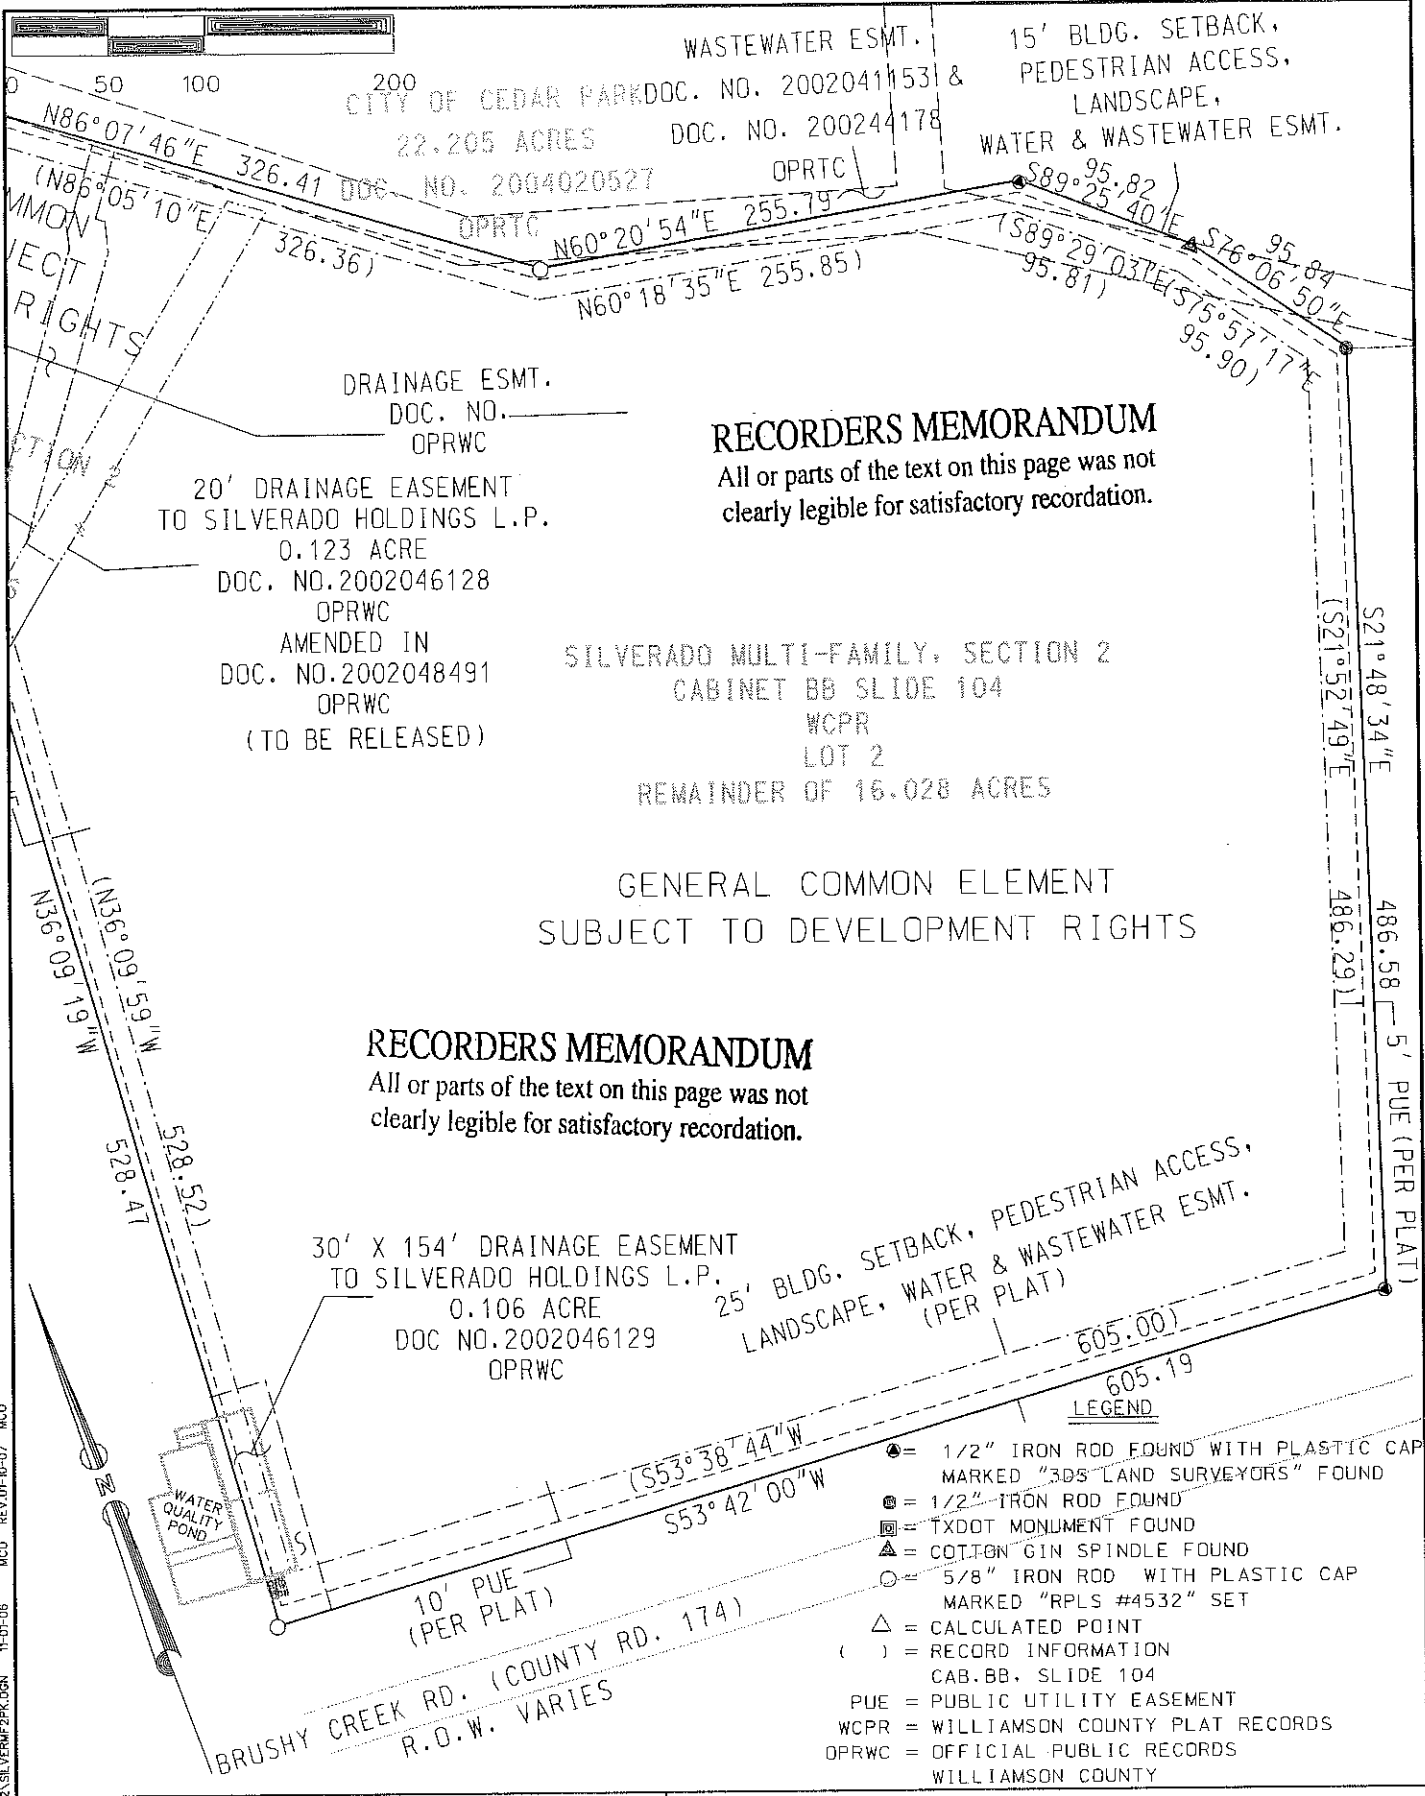 0 50 100 200
WASTEWATER ESMT.
DOC. NO. 2002041153 &
DOC. NO. 200244178
OPRTC
15' BLDG. SETBACK,
PEDESTRIAN ACCESS,
LANDSCAPE,
WATER & WASTEWATER ESMT.
CITY OF CEDAR PARK
22.205 ACRES
DOC. NO. 2004020527
OPRTC
N86°07'46"E 326.41
(N86°05'10"E
326.36)
N60°20'54"E 255.79
N60°18'35"E 255.85)
S89°25'40"E
95.82
(S89°29'03"E
95.81)
S76°06'50"E
95.84
(S75°57'17"E
95.90)
MMON
JECT
RIGHTS
CTION 2
DRAINAGE ESMT.
DOC. NO.
OPRWC
RECORDERS MEMORANDUM
All or parts of the text on this page was not
clearly legible for satisfactory recordation.
20' DRAINAGE EASEMENT
TO SILVERADO HOLDINGS L.P.
0.123 ACRE
DOC. NO.2002046128
OPRWC
AMENDED IN
DOC. NO.2002048491
OPRWC
(TO BE RELEASED)
SILVERADO MULTI-FAMILY, SECTION 2
CABINET BB SLIDE 104
WCPR
LOT 2
REMAINDER OF 16.028 ACRES
S21°48'34"E 486.58
(S21°52'49"E 486.29)
5' PUE (PER PLAT)
GENERAL COMMON ELEMENT
SUBJECT TO DEVELOPMENT RIGHTS
N36°09'19"W 528.47
(N36°09'59"W 528.52)
RECORDERS MEMORANDUM
All or parts of the text on this page was not
clearly legible for satisfactory recordation.
30' X 154' DRAINAGE EASEMENT
TO SILVERADO HOLDINGS L.P.
0.106 ACRE
DOC NO.2002046129
OPRWC
25' BLDG. SETBACK, PEDESTRIAN ACCESS,
LANDSCAPE, WATER & WASTEWATER ESMT.
(PER PLAT)
(S53°38'44"W 605.00)
S53°42'00"W 605.19
N
WATER
QUALITY
POND
10' PUE
(PER PLAT)
BRUSHY CREEK RD. (COUNTY RD. 174)
R.O.W. VARIES
LEGEND
= 1/2" IRON ROD FOUND WITH PLASTIC CAP
MARKED "3DS LAND SURVEYORS" FOUND
= 1/2" IRON ROD FOUND
= TXDOT MONUMENT FOUND
= COTTON GIN SPINDLE FOUND
= 5/8" IRON ROD WITH PLASTIC CAP
MARKED "RPLS #4532" SET
△ = CALCULATED POINT
( ) = RECORD INFORMATION
CAB.BB, SLIDE 104
PUE = PUBLIC UTILITY EASEMENT
WCPR = WILLIAMSON COUNTY PLAT RECORDS
OPRWC = OFFICIAL PUBLIC RECORDS
WILLIAMSON COUNTY